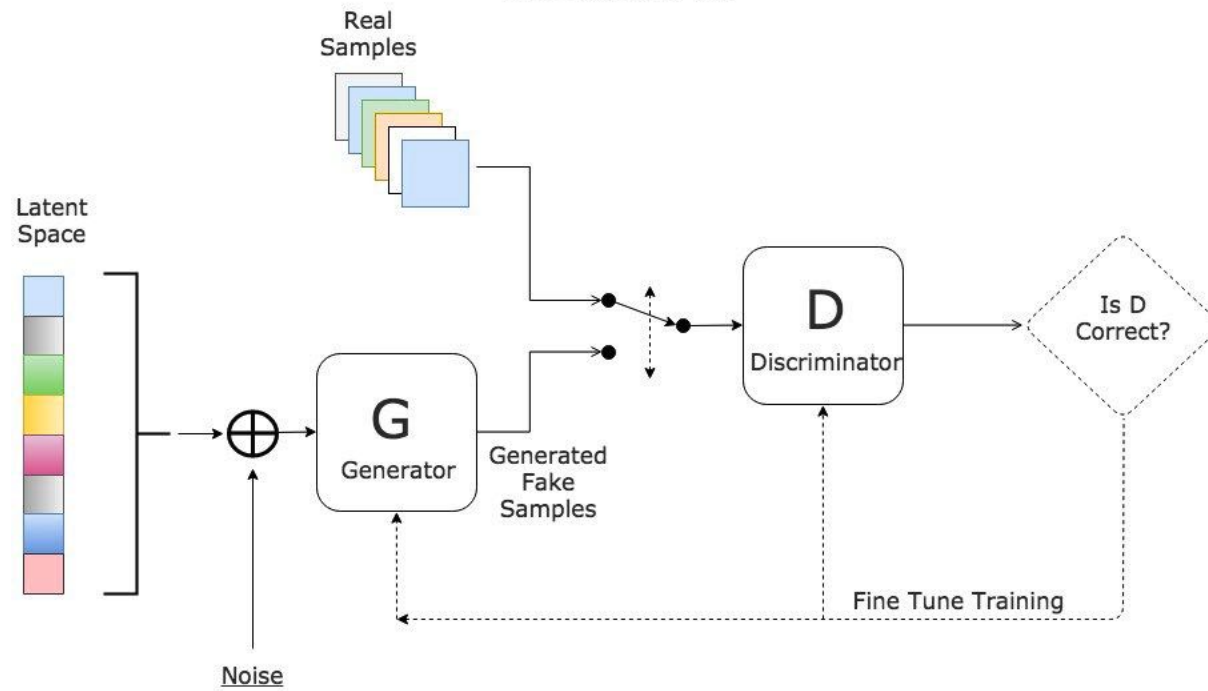 Real
Samples
Latent
Space
G
Generator
Generated
Fake
Samples
D
Discriminator
Is D
Correct?
Fine Tune Training
Noise